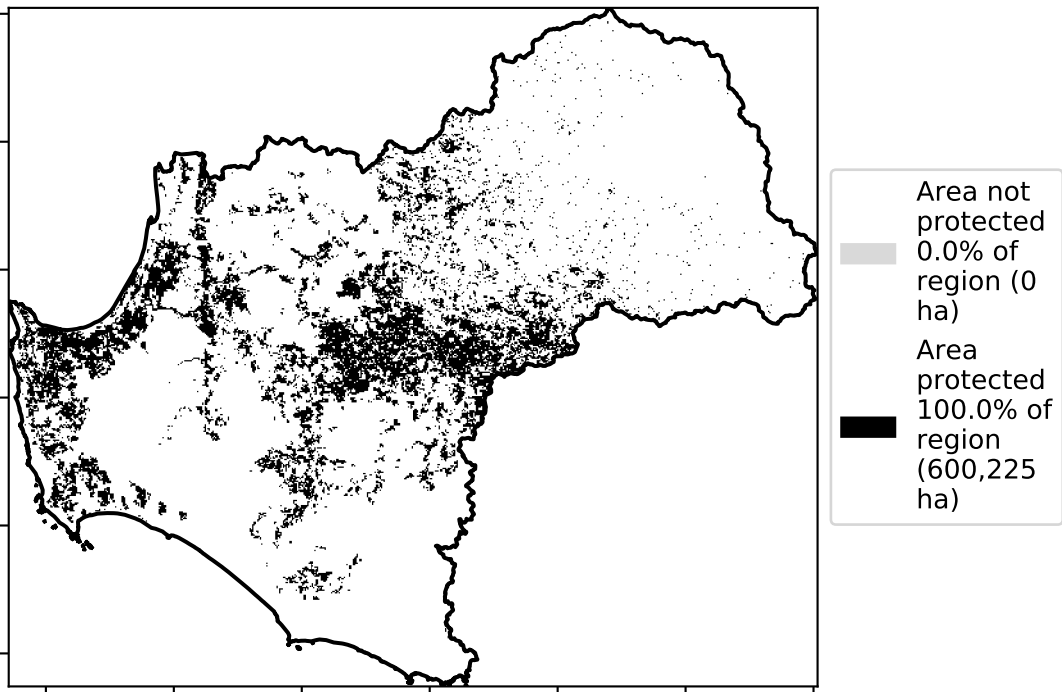 Area not
protected
0.0% of
region (0
ha)
Area
protected
100.0% of
region
(600,225
ha)